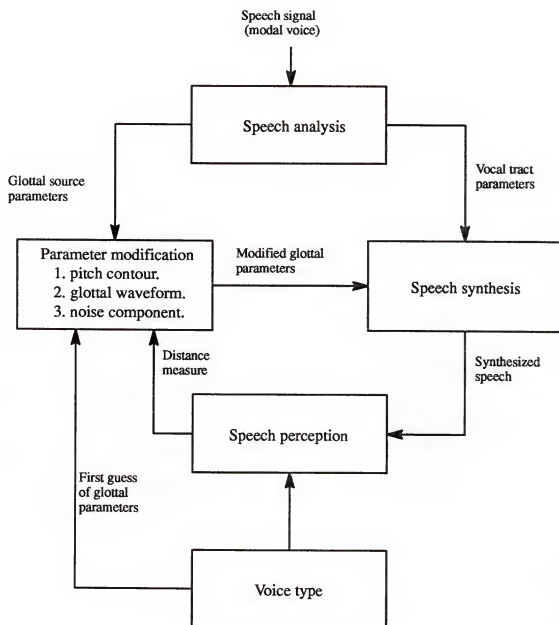 Speech signal
(modal voice)
Speech analysis
Glottal source
parameters
Vocal tract
parameters
Parameter modification
1. pitch contour.
2. glottal waveform.
3. noise component.
Modified glottal
parameters
Speech synthesis
Distance
measure
Synthesized
speech
Speech perception
First guess
of glottal
parameters
Voice type